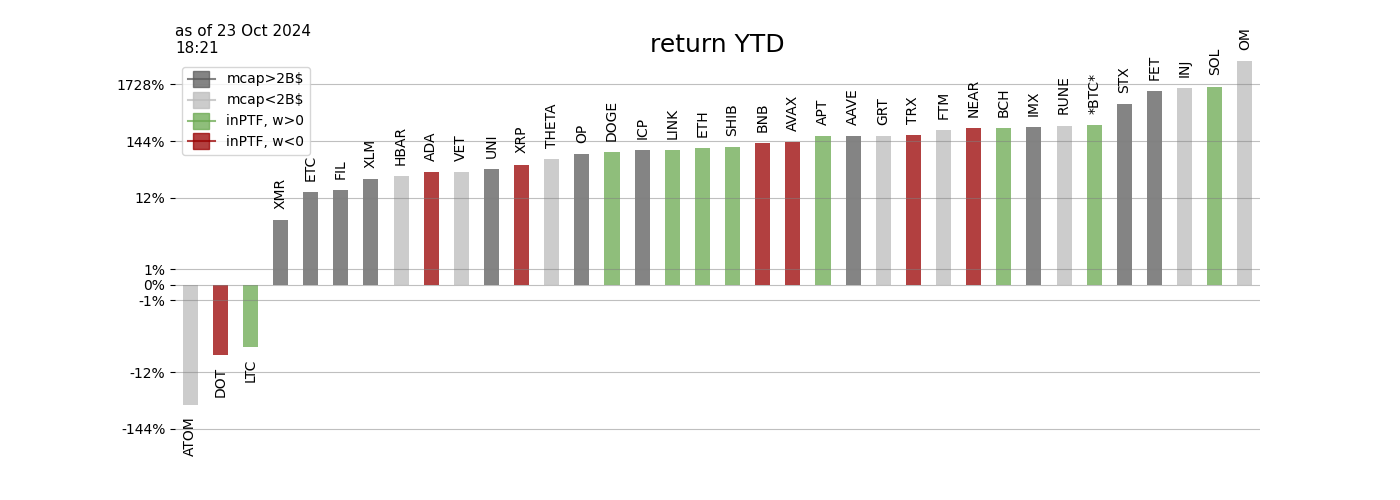 as of 23 Oct 2024
18:21
return YTD
mcap>2B$
mcap<2B$
inPTF, w>0
inPTF, w<0
1728%
144%
12%
1%
0%
-1%
-12%
-144%
ATOM
DOT
LTC
XMR
ETC
FIL
XLM
HBAR
ADA
VET
UNI
XRP
THETA
OP
DOGE
ICP
LINK
ETH
SHIB
BNB
AVAX
APT
AAVE
GRT
TRX
FTM
NEAR
BCH
IMX
RUNE
*BTC*
STX
FET
INJ
SOL
OM